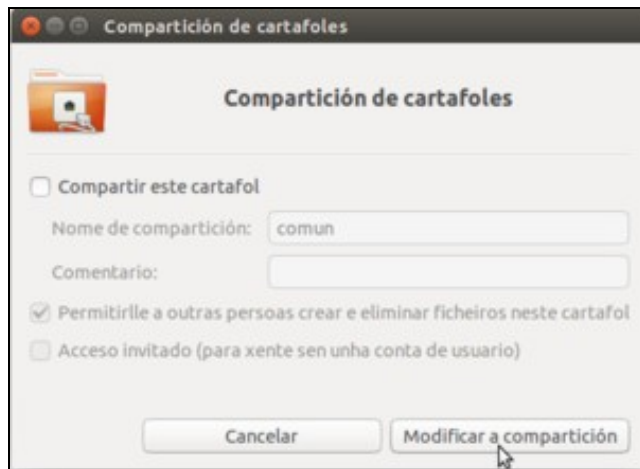 Compartición de cartafoles
Compartición de cartafoles
Compartir este cartafol
Nome de compartición: comun
Comentario:
Permitirlle a outras persoas crear e eliminar ficheiros neste cartafol
Acceso invitado (para xente sen unha conta de usuario)
Cancelar Modificar a compartición